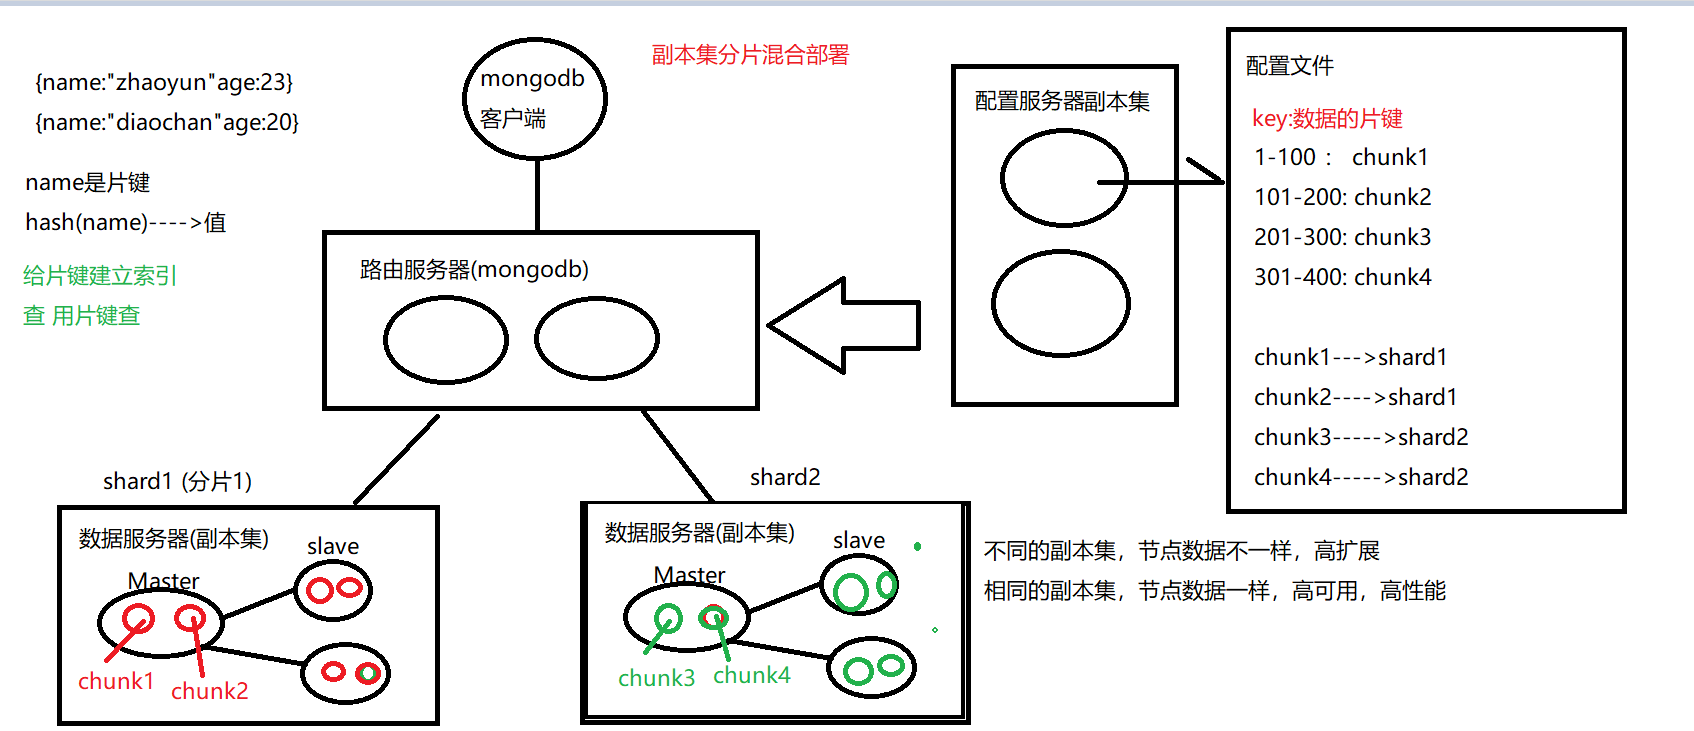 副本集分片混合部署
{name:"zhaoyun"age:23}
{name:"diaochan"age:20}
name是片键
hash(name)---->值
给片键建立索引
查 用片键查
mongodb
客户端
路由服务器(mongodb)
配置服务器副本集
配置文件
key:数据的片键
1-100 : chunk1
101-200: chunk2
201-300: chunk3
301-400: chunk4
chunk1--->shard1
chunk2---->shard1
chunk3----->shard2
chunk4----->shard2
shard1 (分片1)
数据服务器(副本集)
slave
Master
chunk1
chunk2
shard2
数据服务器(副本集)
slave
Master
chunk3
chunk4
不同的副本集，节点数据不一样，高扩展
相同的副本集，节点数据一样，高可用，高性能